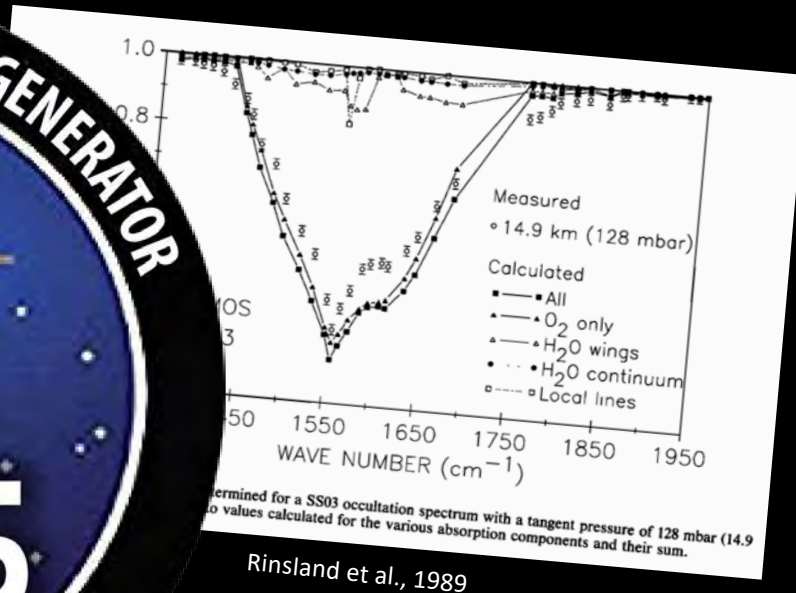 GENERATOR
5
1.0
0.8
Measured
14.9 km (128 mbar)
Calculated
All
O2 only
H2O wings
H2O continuum
Local lines
MOS
3
50 1550 1650 1750 1850 1950
WAVE NUMBER (cm−1)
ermined for a SS03 occultation spectrum with a tangent pressure of 128 mbar (14.9
o values calculated for the various absorption components and their sum.
Rinsland et al., 1989